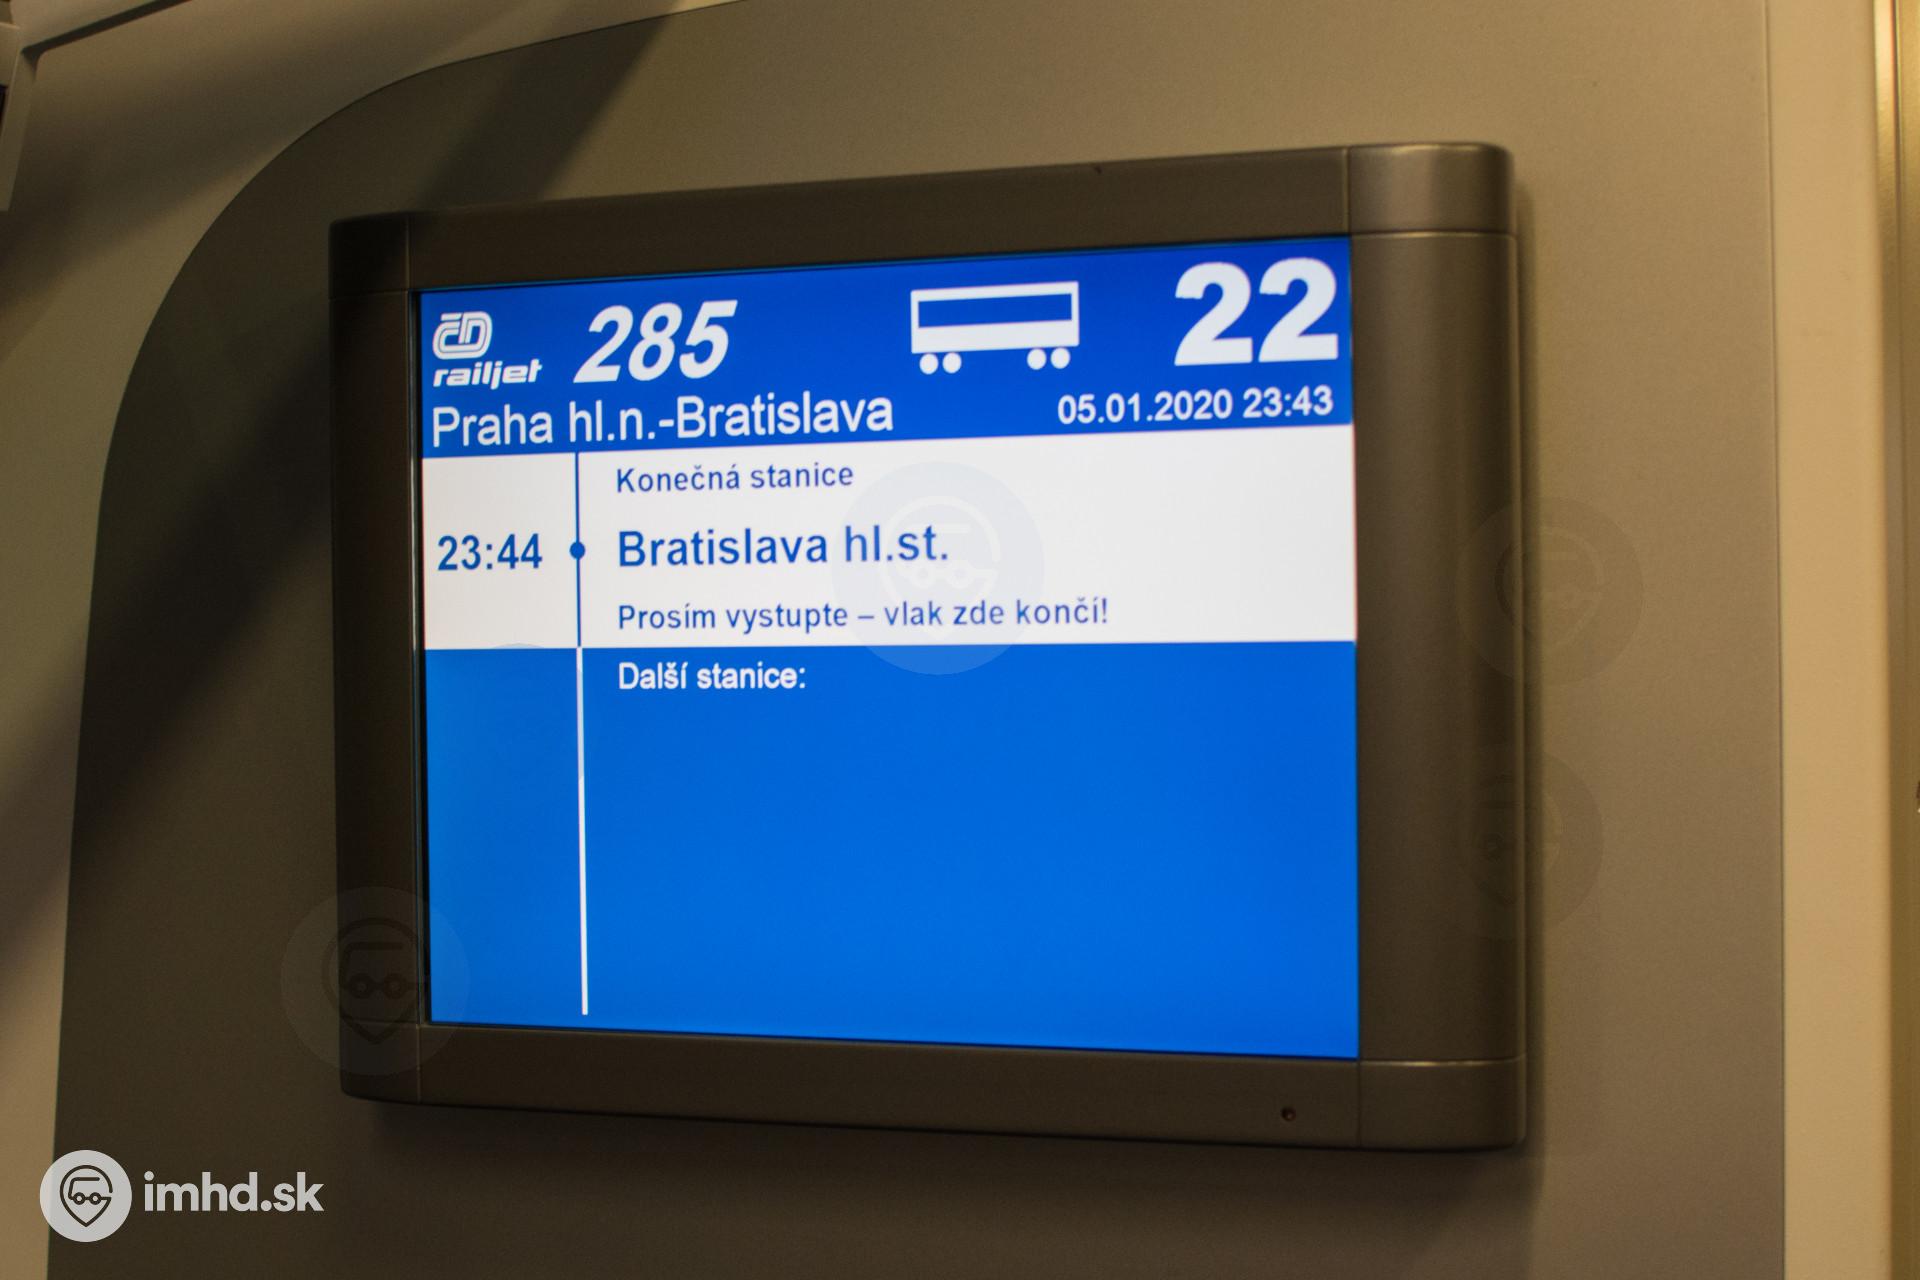 ČD
railjet 285
22
Praha hl.n.-Bratislava
05.01.2020 23:43
Konečná stanice
23:44 Bratislava hl.st.
Prosím vystupte – vlak zde končí!
Další stanice:
imhd.sk